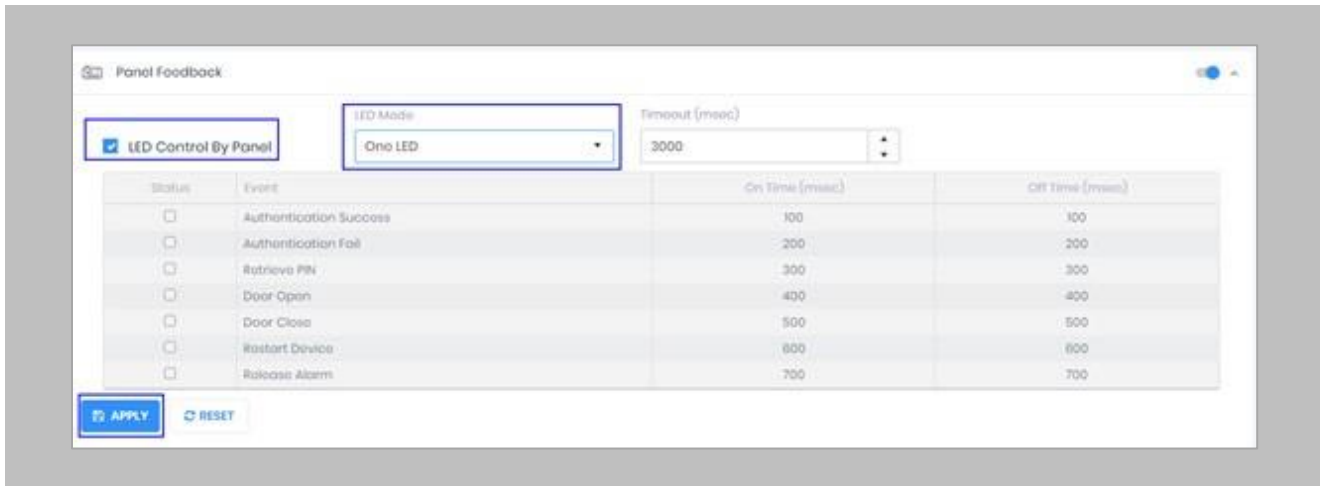 Panel Feedback
LED Mode
Timeout (msec)
LED Control By Panel
One LED
3000
Status Event On Time (msec) Off Time (msec)
Authentication Success 100 100
Authentication Fail 200 200
Retrieve PIN 300 300
Door Open 400 400
Door Close 500 500
Restart Device 600 600
Release Alarm 700 700
APPLY RESET